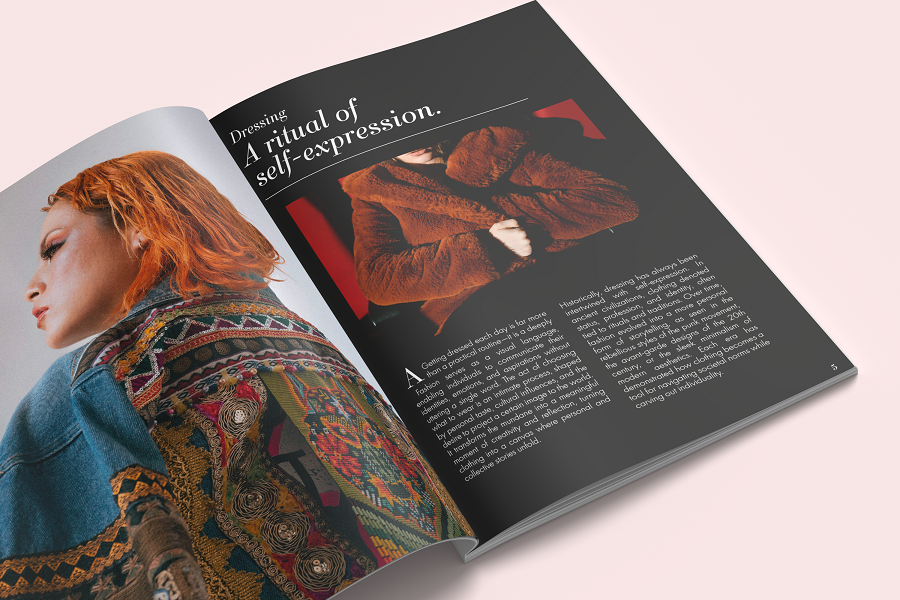 Dressing
A ritual of
self-expression.
A Getting dressed each day is far more
than a practical routine—it is a deeply
Fashion serves as a visual language,
enabling individuals to communicate their
identities, emotions, and aspirations without
uttering a single word. The act of choosing
what to wear is an intimate process, shaped
by personal taste, cultural influences, and the
desire to project a certain image to the world.
It transforms the mundane into a meaningful
moment of creativity and reflection, turning
clothing into a canvas where personal and
collective stories unfold.
Historically, dressing has always been
intertwined with self-expression. In
ancient civilizations, clothing denoted
status, profession, and identity, often
tied to rituals and traditions. Over time,
fashion evolved into a more personal
form of storytelling, as seen in the
rebellious styles of the punk movement,
the avant-garde designs of the 20th
century, or the sleek minimalism of
modern aesthetics. Each era has
demonstrated how clothing becomes a
tool for navigating societal norms while
carving out individuality.
5